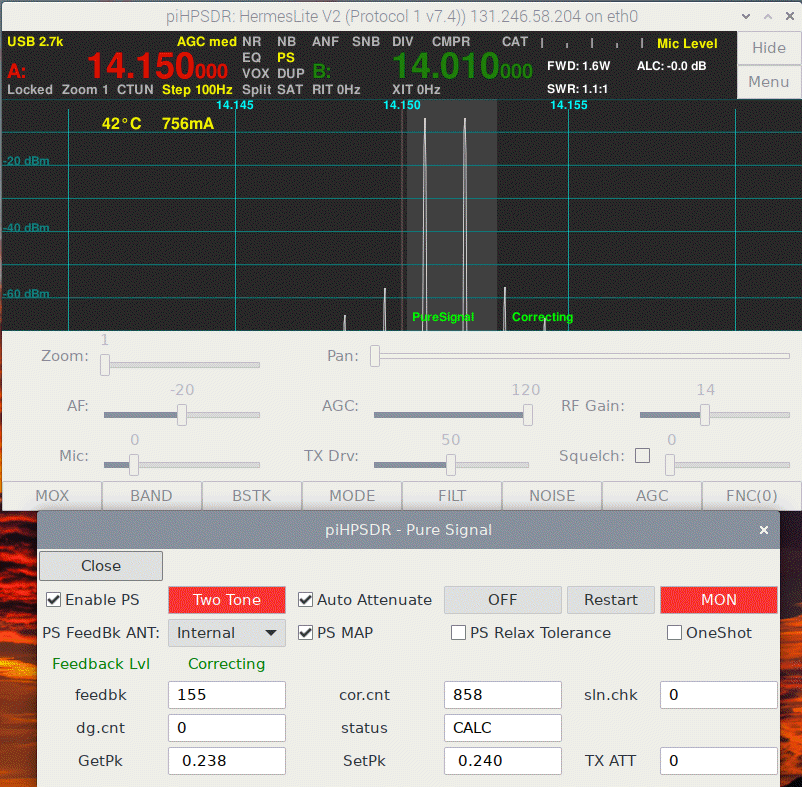 piHPSDR: HermesLite V2 (Protocol 1 v7.4)) 131.246.58.204 on eth0
USB 2.7k AGC med NR NB ANF SNB DIV CMPR CAT Mic Level Hide
EQ PS
A: 14.150000 VOX DUP B: 14.010000 FWD: 1.6W ALC: -0.0 dB
Locked Zoom 1 CTUN Step 100Hz Split SAT RIT 0Hz XIT 0Hz SWR: 1.1:1 Menu
14.145 14.150 14.155
42°C 756mA
-20 dBm
-40 dBm
-60 dBm
PureSignal Correcting
1
Zoom: Pan:
-20 120 14
AF: AGC: RF Gain:
0 50 0
Mic: TX Drv: Squelch:
MOX BAND BSTK MODE FILT NOISE AGC FNC(0)
piHPSDR - Pure Signal
Close
Enable PS Two Tone Auto Attenuate OFF Restart MON
PS FeedBk ANT: Internal PS MAP PS Relax Tolerance OneShot
Feedback Lvl Correcting
feedbk 155 cor.cnt 858 sln.chk 0
dg.cnt 0 status CALC
GetPk 0.238 SetPk 0.240 TX ATT 0